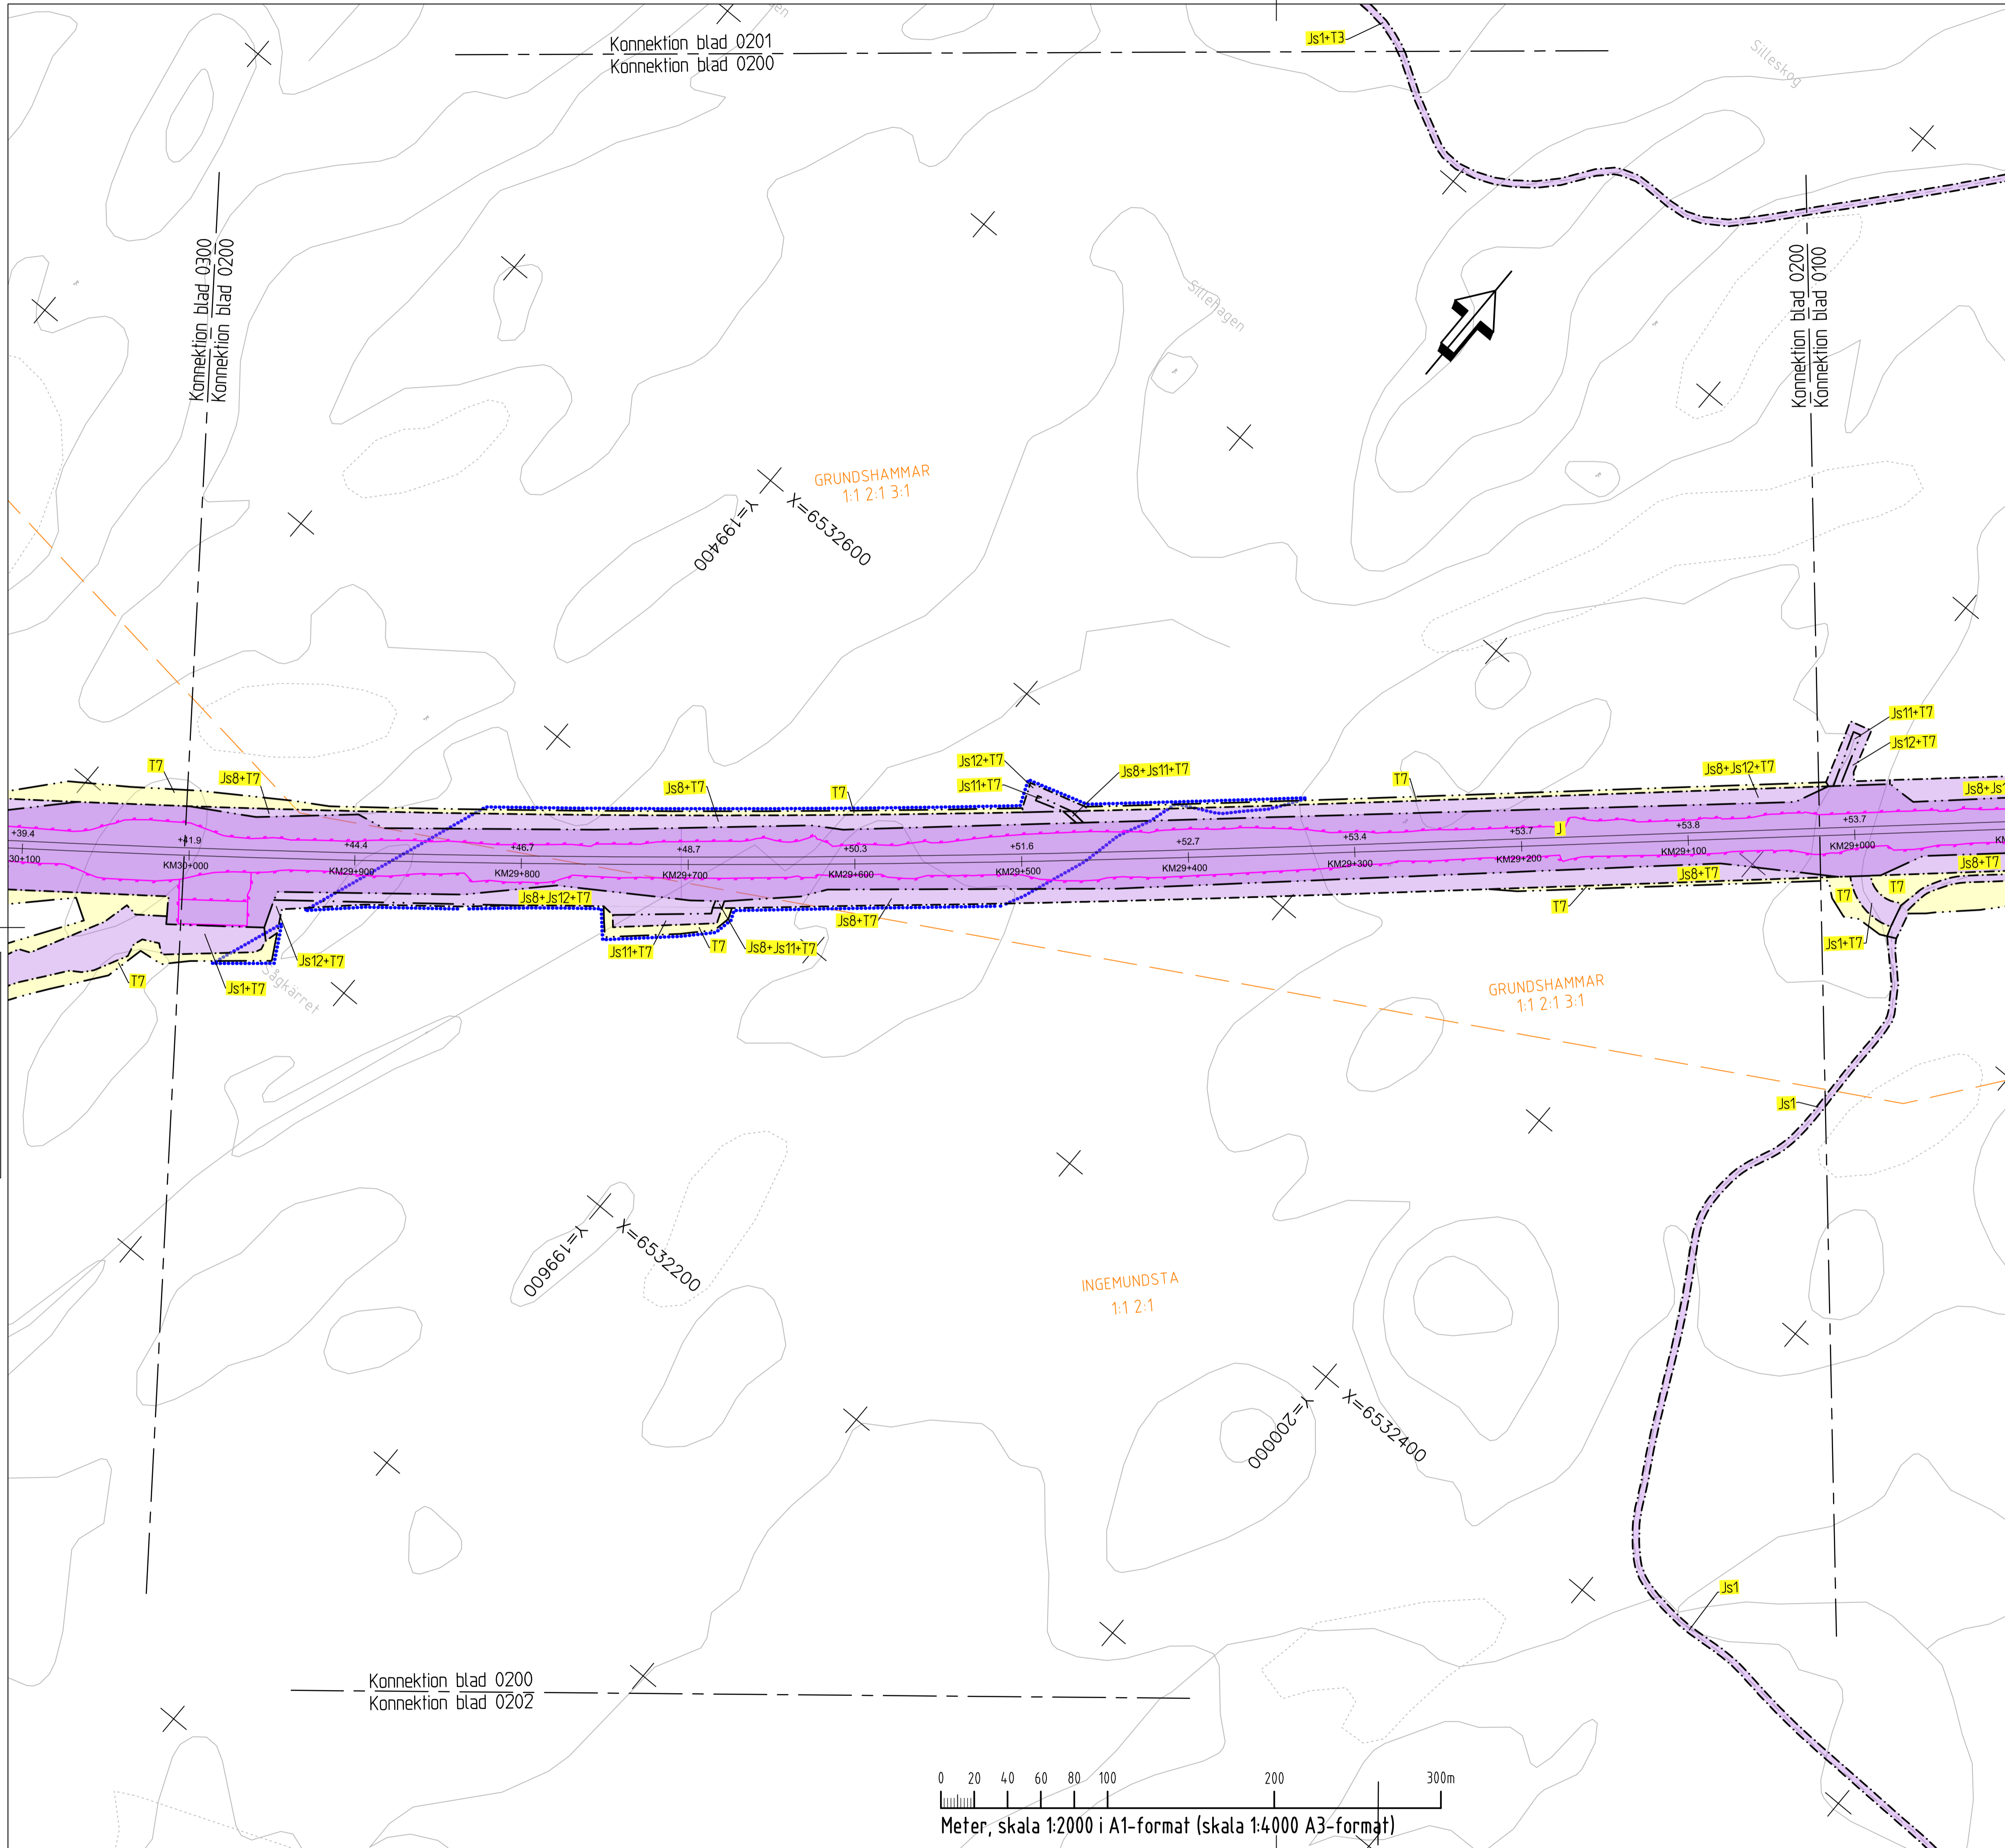 Konnektion blad 0201
Konnektion blad 0200
Js1+T3
Silleskog
Konnektion blad 0300
Konnektion blad 0200
Konnektion blad 0200
Konnektion blad 0100
Sillehagen
GRUNDSHAMMAR
1:1 2:1 3:1
Y=199400
X=6532600
Js11+T7
Js12+T7
T7
Js8+T7
Js8+T7
T7
Js12+T7
Js11+T7
Js8+Js11+T7
T7
Js8+Js12+T7
Js8+Js1
J
+39.4
+41.9
+44.4
+46.7
+48.7
+50.3
+51.6
+52.7
+53.4
+53.7
+53.8
+53.7
30+100
KM30+000
KM29+900
KM29+800
KM29+700
KM29+600
KM29+500
KM29+400
KM29+300
KM29+200
KM29+100
KM29+000
Js8+T7
Js8+T7
T7
T7
T7
Js8+Js12+T7
Js8+T7
Js11+T7
T7
Js8+Js11+T7
Js1+T7
Js12+T7
Js1+T7
T7
Sågkärret
GRUNDSHAMMAR
1:1 2:1 3:1
Js1
Y=199600
X=6532200
INGEMUNDSTA
1:1 2:1
Y=200000
X=6532400
Js1
Konnektion blad 0200
Konnektion blad 0202
0 20 40 60 80 100 200 300m
Meter, skala 1:2000 i A1-format (skala 1:4000 A3-format)